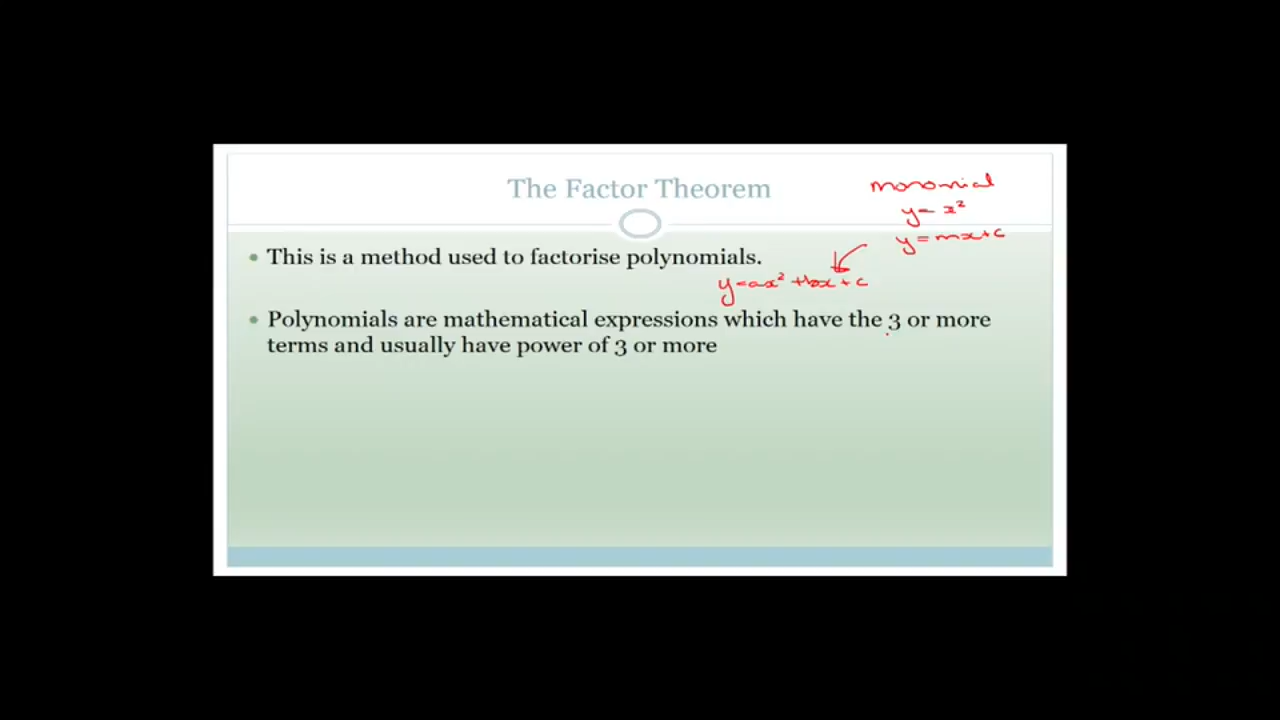 The Factor Theorem
monomial
y = x²
y = mx + c
• This is a method used to factorise polynomials.
y = ax² + bx + c
• Polynomials are mathematical expressions which have the 3 or more
terms and usually have power of 3 or more